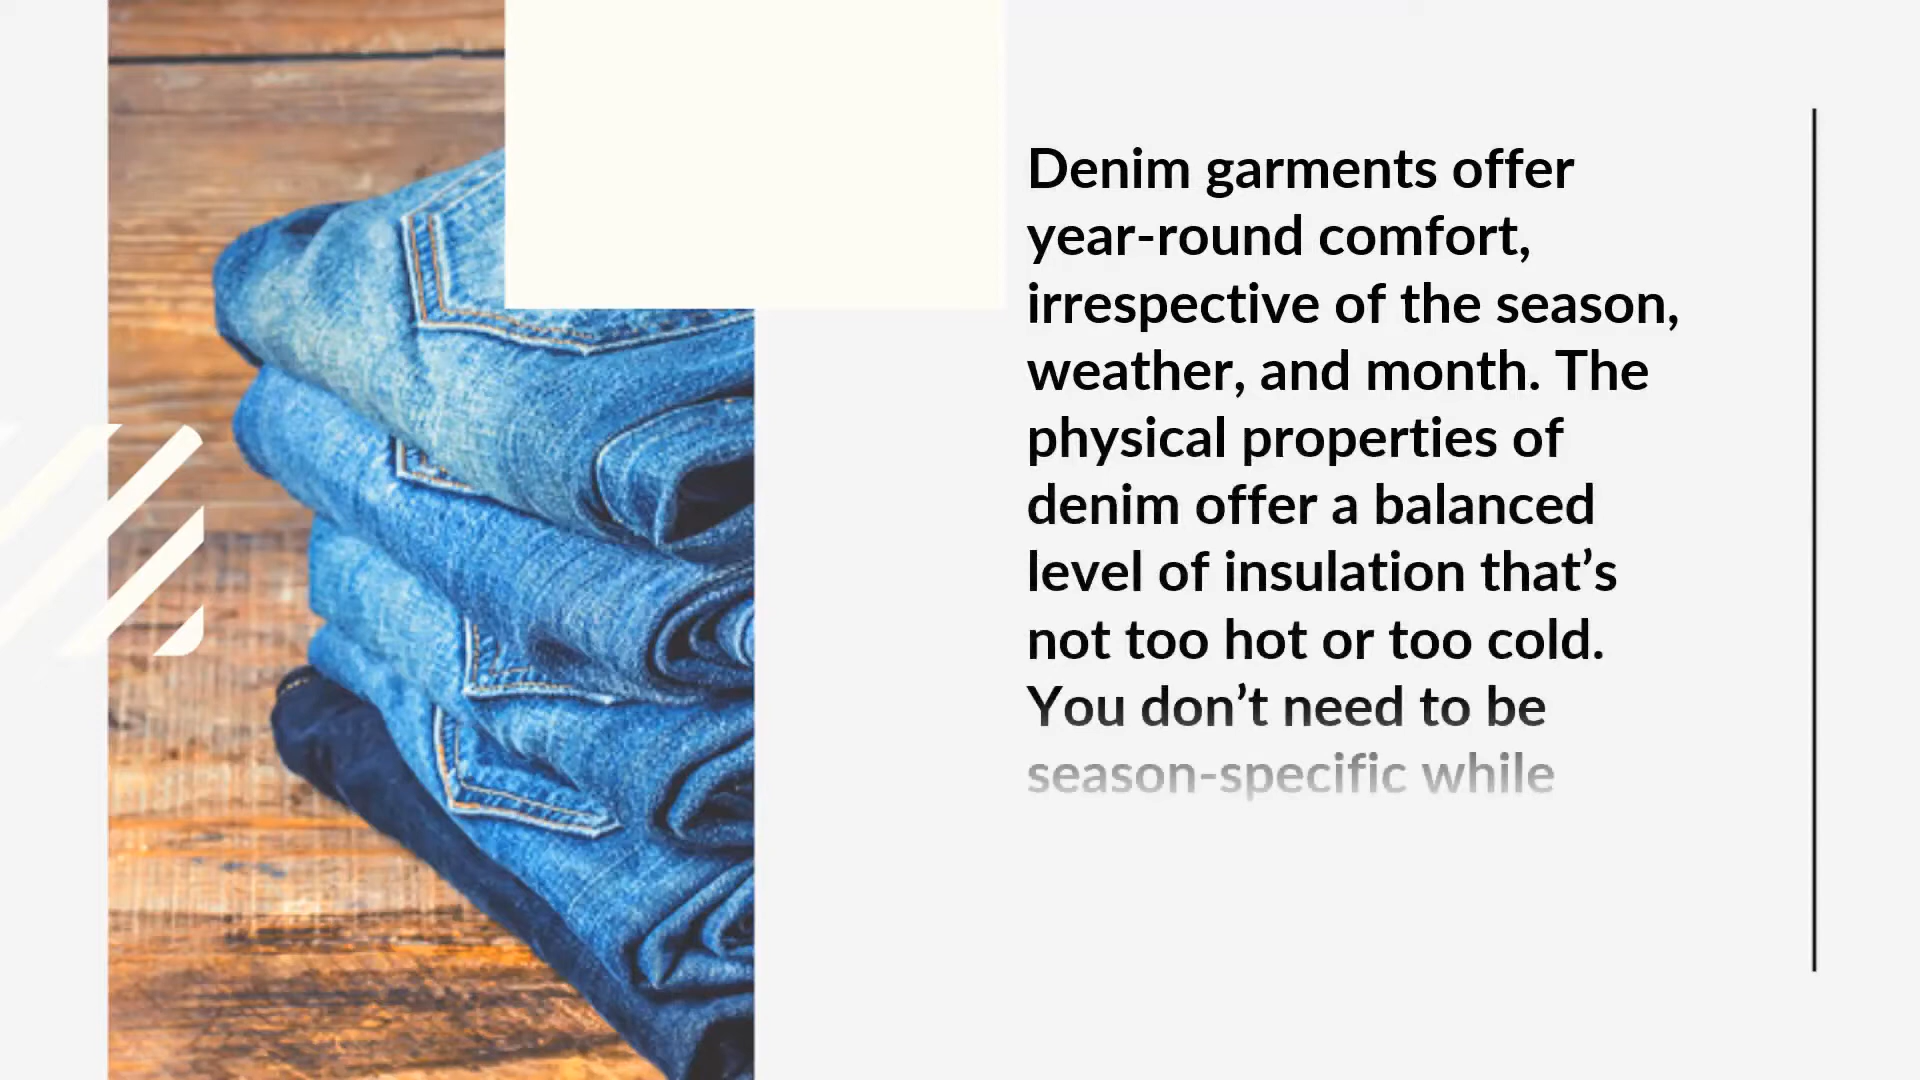 Denim garments offer
year-round comfort,
irrespective of the season,
weather, and month. The
physical properties of
denim offer a balanced
level of insulation that’s
not too hot or too cold.
You don’t need to be
season-specific while